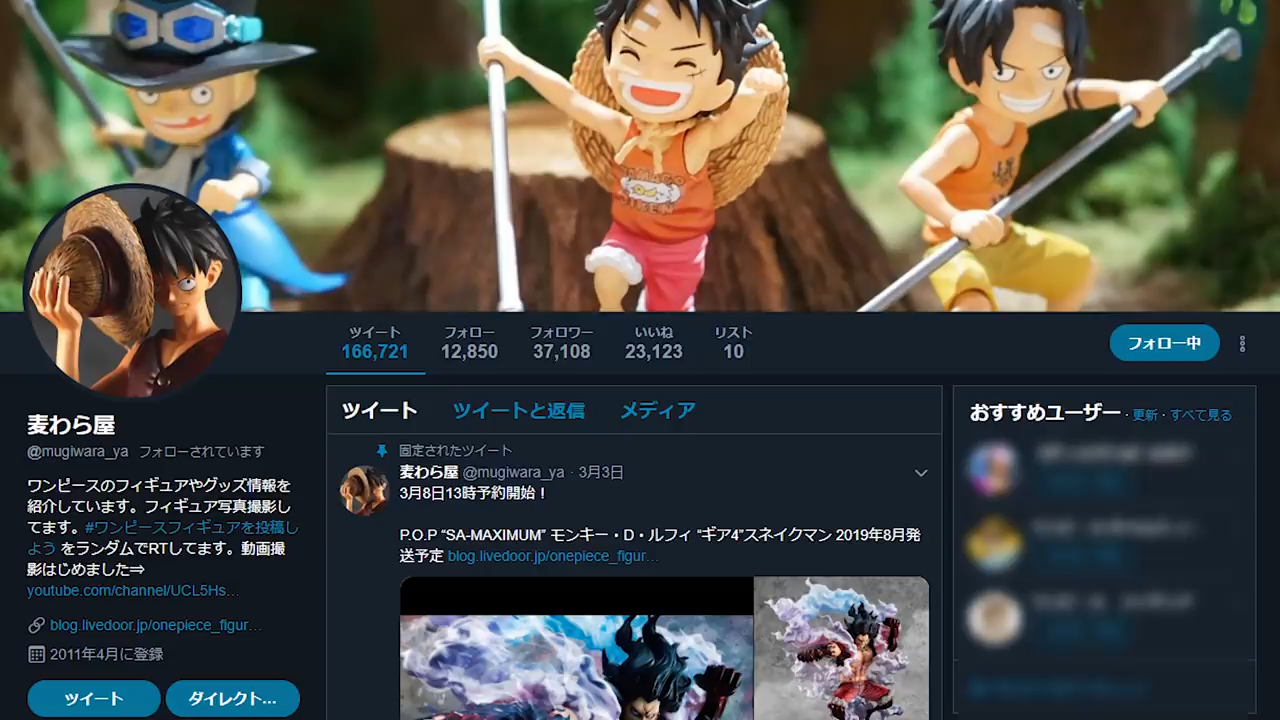 ツイート
166,721
フォロー
12,850
フォロワー
37,108
いいね
23,123
リスト
10
フォロー中
麦わら屋
@mugiwara_ya フォローされています
ワンピースのフィギュアやグッズ情報を
紹介しています。フィギュア写真撮影し
てます。#ワンピースフィギュアを投稿し
よう をランダムでRTしてます。動画撮
影はじめました⇒
youtube.com/channel/UCL5Hs…
blog.livedoor.jp/onepiece_figur…
2011年4月に登録
ツイート
ダイレクト...
ツイート ツイートと返信 メディア
固定されたツイート
麦わら屋 @mugiwara_ya · 3月3日
3月8日13時予約開始！
P.O.P “SA-MAXIMUM” モンキー・D・ルフィ “ギア4”スネイクマン 2019年8月発
送予定 blog.livedoor.jp/onepiece_figur…
おすすめユーザー · 更新 · すべて見る